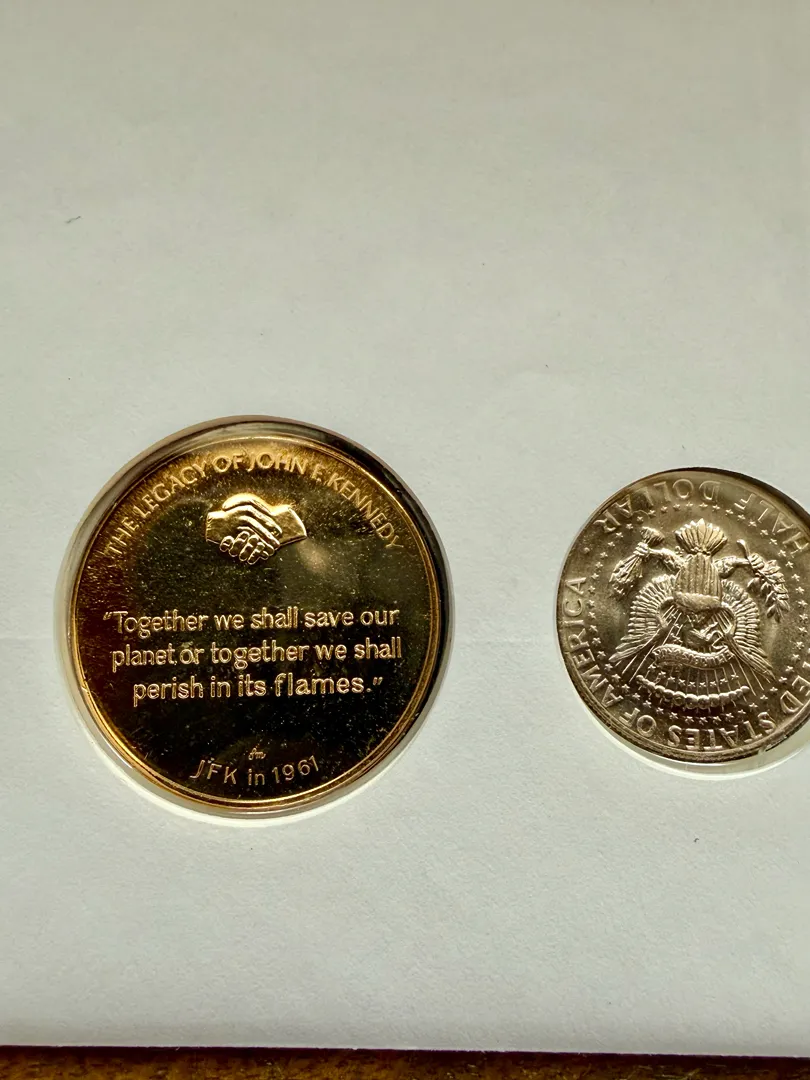 THE LEGACY OF JOHN F. KENNEDY
"Together we shall save our
planet or together we shall
perish in its flames."
JFK in 1961
HALF DOLLAR
STATES OF AMERICA